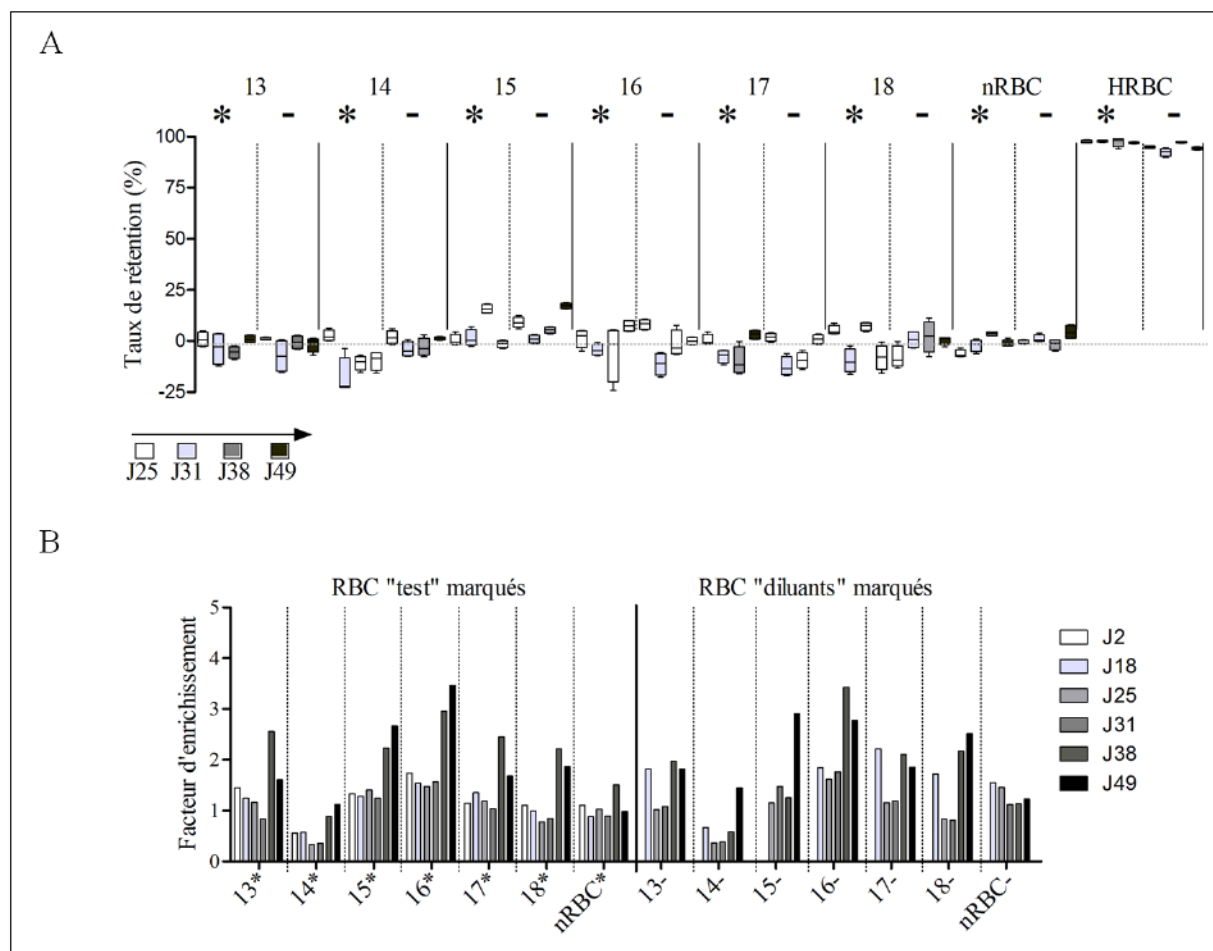 A
13 14 15 16 17 18 nRBC HRBC
* - * - * - * - * - * - * - * -
Taux de rétention (%)
100
75
50
25
0
-25
J25 J31 J38 J49
B
RBC "test" marqués RBC "diluants" marqués
Facteur d'enrichissement
5
4
3
2
1
0
13* 14* 15* 16* 17* 18* nRBC* 13- 14- 15- 16- 17- 18- nRBC-
J2
J18
J25
J31
J38
J49